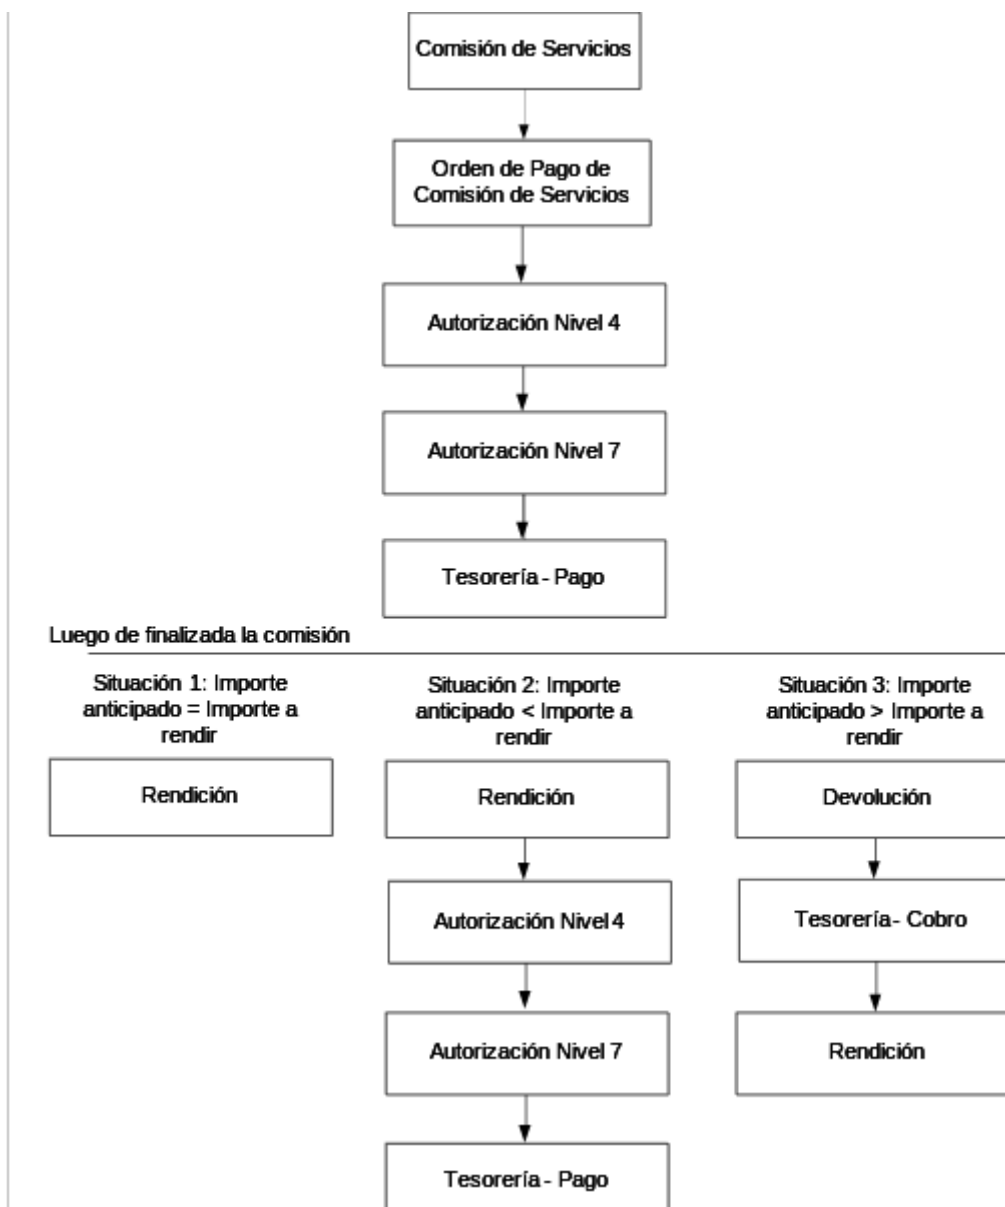 Comisión de Servicios
Orden de Pago de
Comisión de Servicios
Autorización Nivel 4
Autorización Nivel 7
Tesorería - Pago
Luego de finalizada la comisión
Situación 1: Importe
anticipado = Importe a
rendir
Rendición
Situación 2: Importe
anticipado < Importe a
rendir
Rendición
Autorización Nivel 4
Autorización Nivel 7
Tesorería - Pago
Situación 3: Importe
anticipado > Importe a
rendir
Devolución
Tesorería - Cobro
Rendición